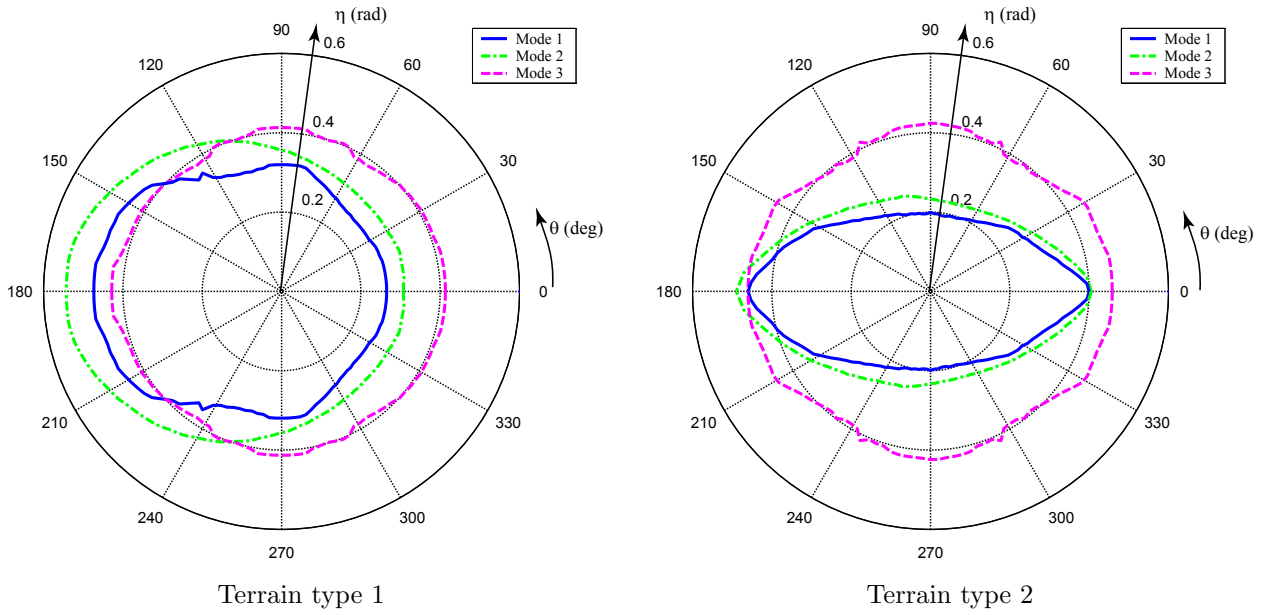 η (rad)
90
0.6
120
60
0.4
150
30
0.2
θ (deg)
180
0
210
330
240
300
270
Mode 1
Mode 2
Mode 3
Terrain type 1
η (rad)
90
0.6
120
60
0.4
150
30
0.2
θ (deg)
180
0
210
330
240
300
270
Mode 1
Mode 2
Mode 3
Terrain type 2